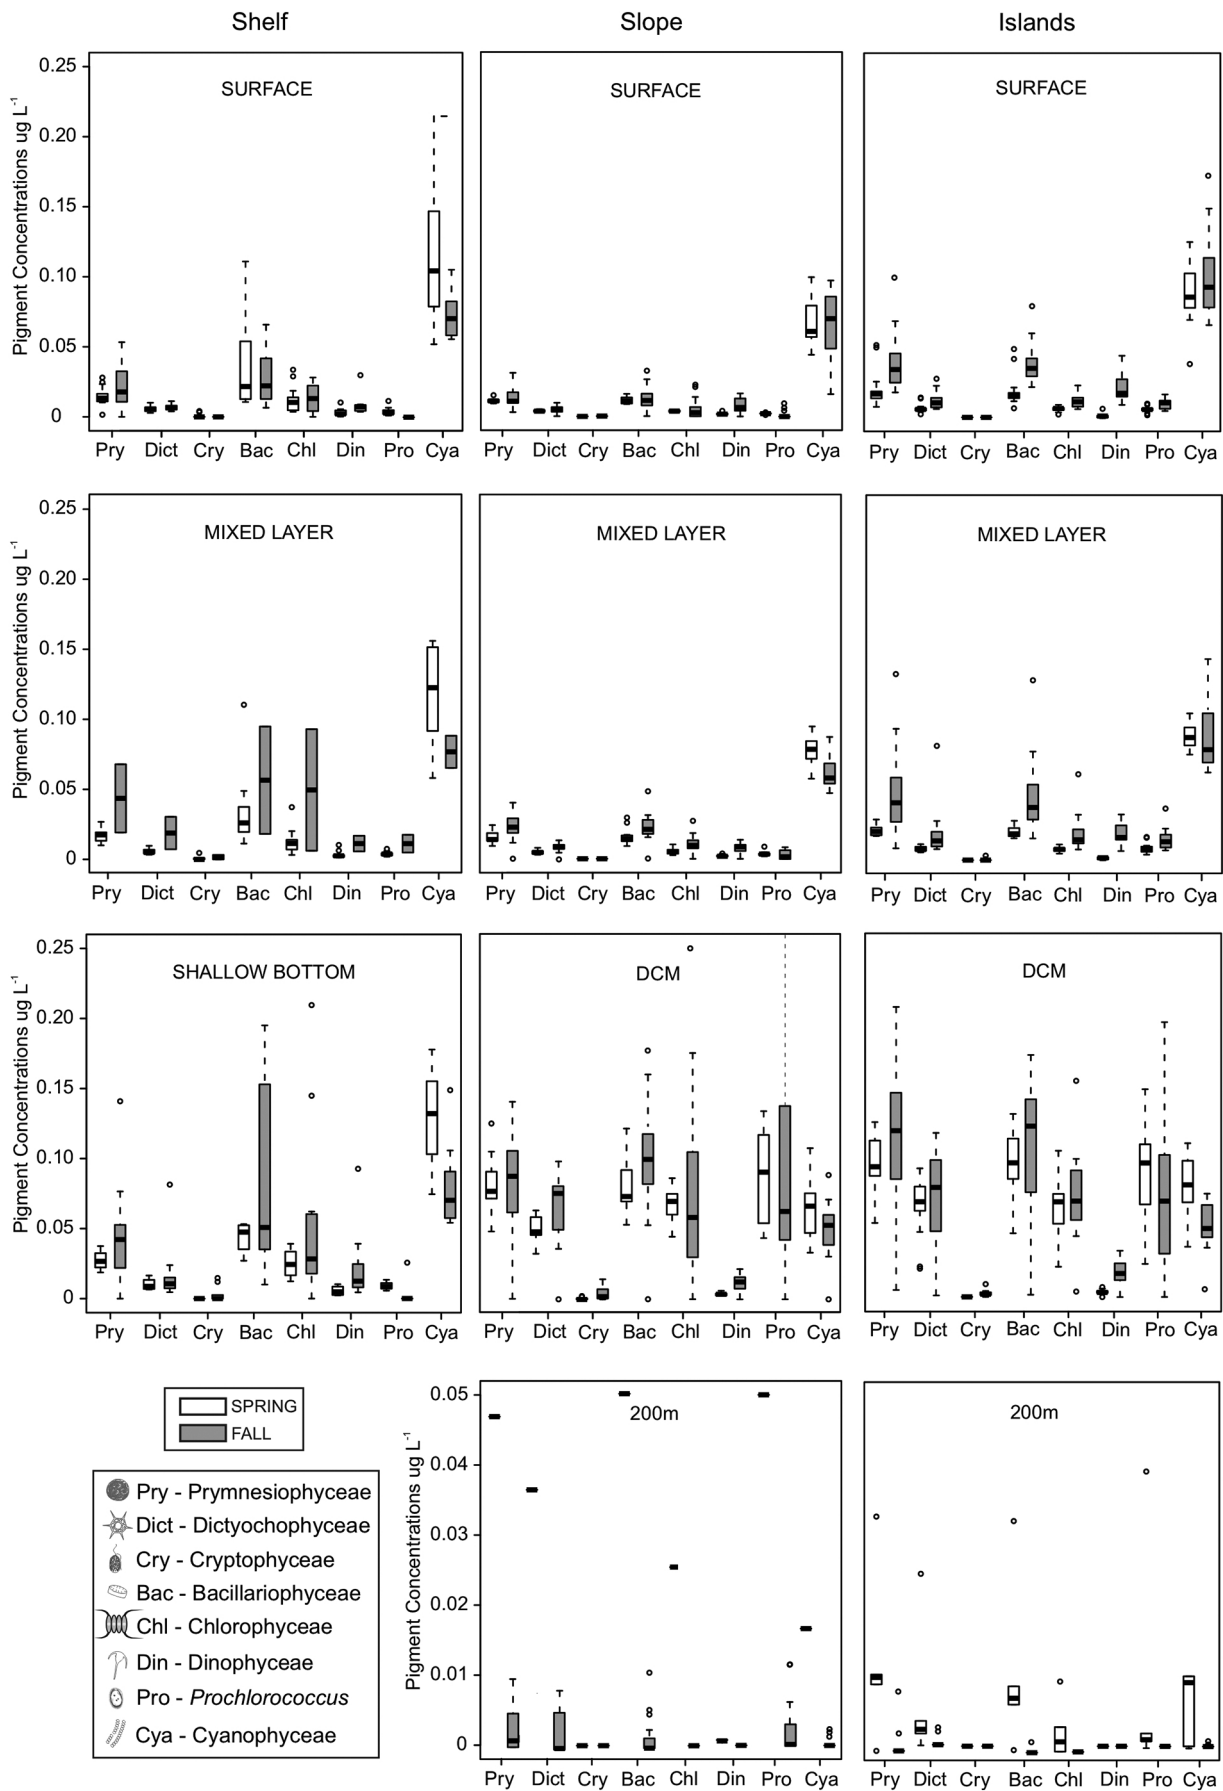 Shelf Slope Islands
Pigment Concentrations ug L⁻¹
0.25
0.20
0.15
0.10
0.05
0
SURFACE
Pry Dict Cry Bac Chl Din Pro Cya
SURFACE
Pry Dict Cry Bac Chl Din Pro Cya
SURFACE
Pry Dict Cry Bac Chl Din Pro Cya
Pigment Concentrations ug L⁻¹
0.25
0.20
0.15
0.10
0.05
0
MIXED LAYER
Pry Dict Cry Bac Chl Din Pro Cya
MIXED LAYER
Pry Dict Cry Bac Chl Din Pro Cya
MIXED LAYER
Pry Dict Cry Bac Chl Din Pro Cya
Pigment Concentrations ug L⁻¹
0.25
0.20
0.15
0.10
0.05
0
SHALLOW BOTTOM
Pry Dict Cry Bac Chl Din Pro Cya
DCM
Pry Dict Cry Bac Chl Din Pro Cya
DCM
Pry Dict Cry Bac Chl Din Pro Cya
SPRING
FALL
Pry - Prymnesiophyceae
Dict - Dictyochophyceae
Cry - Cryptophyceae
Bac - Bacillariophyceae
Chl - Chlorophyceae
Din - Dinophyceae
Pro - Prochlorococcus
Cya - Cyanophyceae
Pigment Concentrations ug L⁻¹
0.05
0.04
0.03
0.02
0.01
0
200m
Pry Dict Cry Bac Chl Din Pro Cya
200m
Pry Dict Cry Bac Chl Din Pro Cya